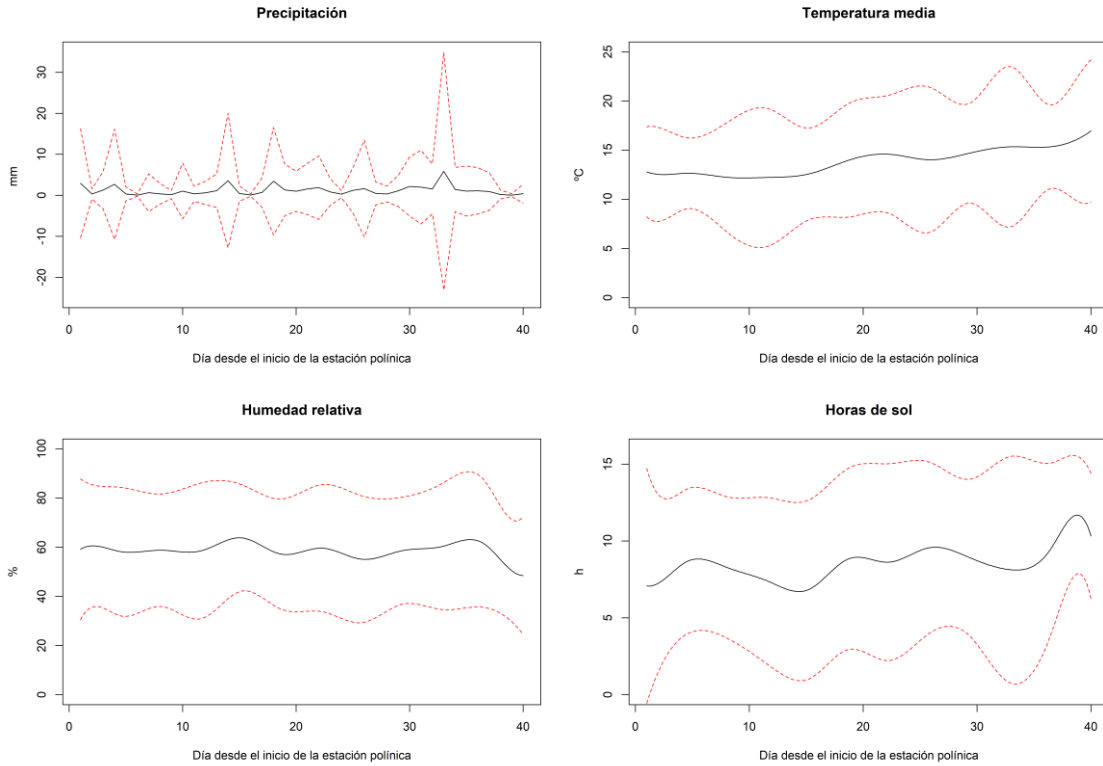 Precipitación
mm
-20
-10
0
10
20
30
0 10 20 30 40
Día desde el inicio de la estación polínica
Temperatura media
ºC
0
5
10
15
20
25
0 10 20 30 40
Día desde el inicio de la estación polínica
Humedad relativa
%
0
20
40
60
80
100
0 10 20 30 40
Día desde el inicio de la estación polínica
Horas de sol
h
0
5
10
15
0 10 20 30 40
Día desde el inicio de la estación polínica